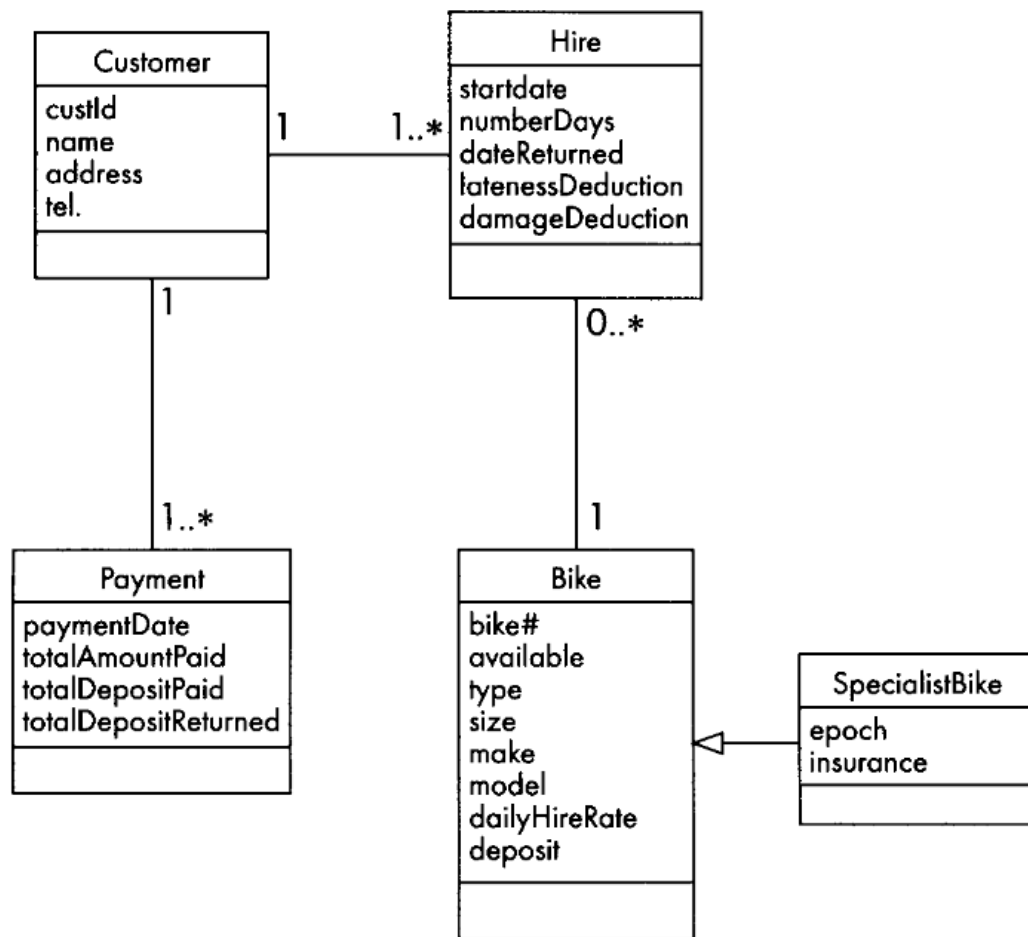 Customer
custId
name
address
tel.
1
1..*
Hire
startdate
numberDays
dateReturned
latenessDeduction
damageDeduction
1
1..*
0..*
1
Payment
paymentDate
totalAmountPaid
totalDepositPaid
totalDepositReturned
Bike
bike#
available
type
size
make
model
dailyHireRate
deposit
SpecialistBike
epoch
insurance